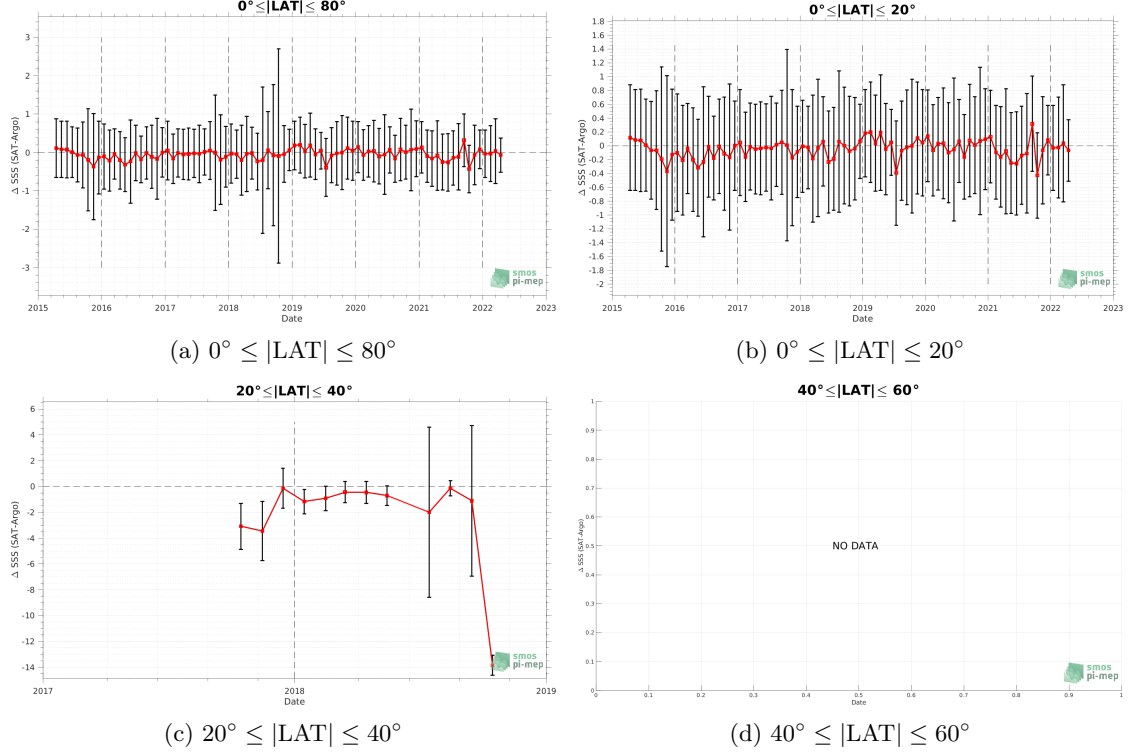 0°≤|LAT|≤ 80°
Δ SSS (SAT-Argo)
3
2
1
0
-1
-2
-3
2015 2016 2017 2018 2019 2020 2021 2022 2023
Date
smos
pi-mep
(a) 0° ≤ |LAT| ≤ 80°
0°≤|LAT|≤ 20°
Δ SSS (SAT-Argo)
1.8
1.6
1.4
1.2
1
0.8
0.6
0.4
0.2
0
-0.2
-0.4
-0.6
-0.8
-1
-1.2
-1.4
-1.6
-1.8
-2
2015 2016 2017 2018 2019 2020 2021 2022 2023
Date
smos
pi-mep
(b) 0° ≤ |LAT| ≤ 20°
20°≤|LAT|≤ 40°
Δ SSS (SAT-Argo)
6
4
2
0
-2
-4
-6
-8
-10
-12
-14
2017 2018 2019
Date
smos
pi-mep
(c) 20° ≤ |LAT| ≤ 40°
40°≤|LAT|≤ 60°
Δ SSS (SAT-Argo)
1
0.9
0.8
0.7
0.6
0.5
0.4
0.3
0.2
0.1
0
NO DATA
0 0.1 0.2 0.3 0.4 0.5 0.6 0.7 0.8 0.9 1
Date
smos
pi-mep
(d) 40° ≤ |LAT| ≤ 60°